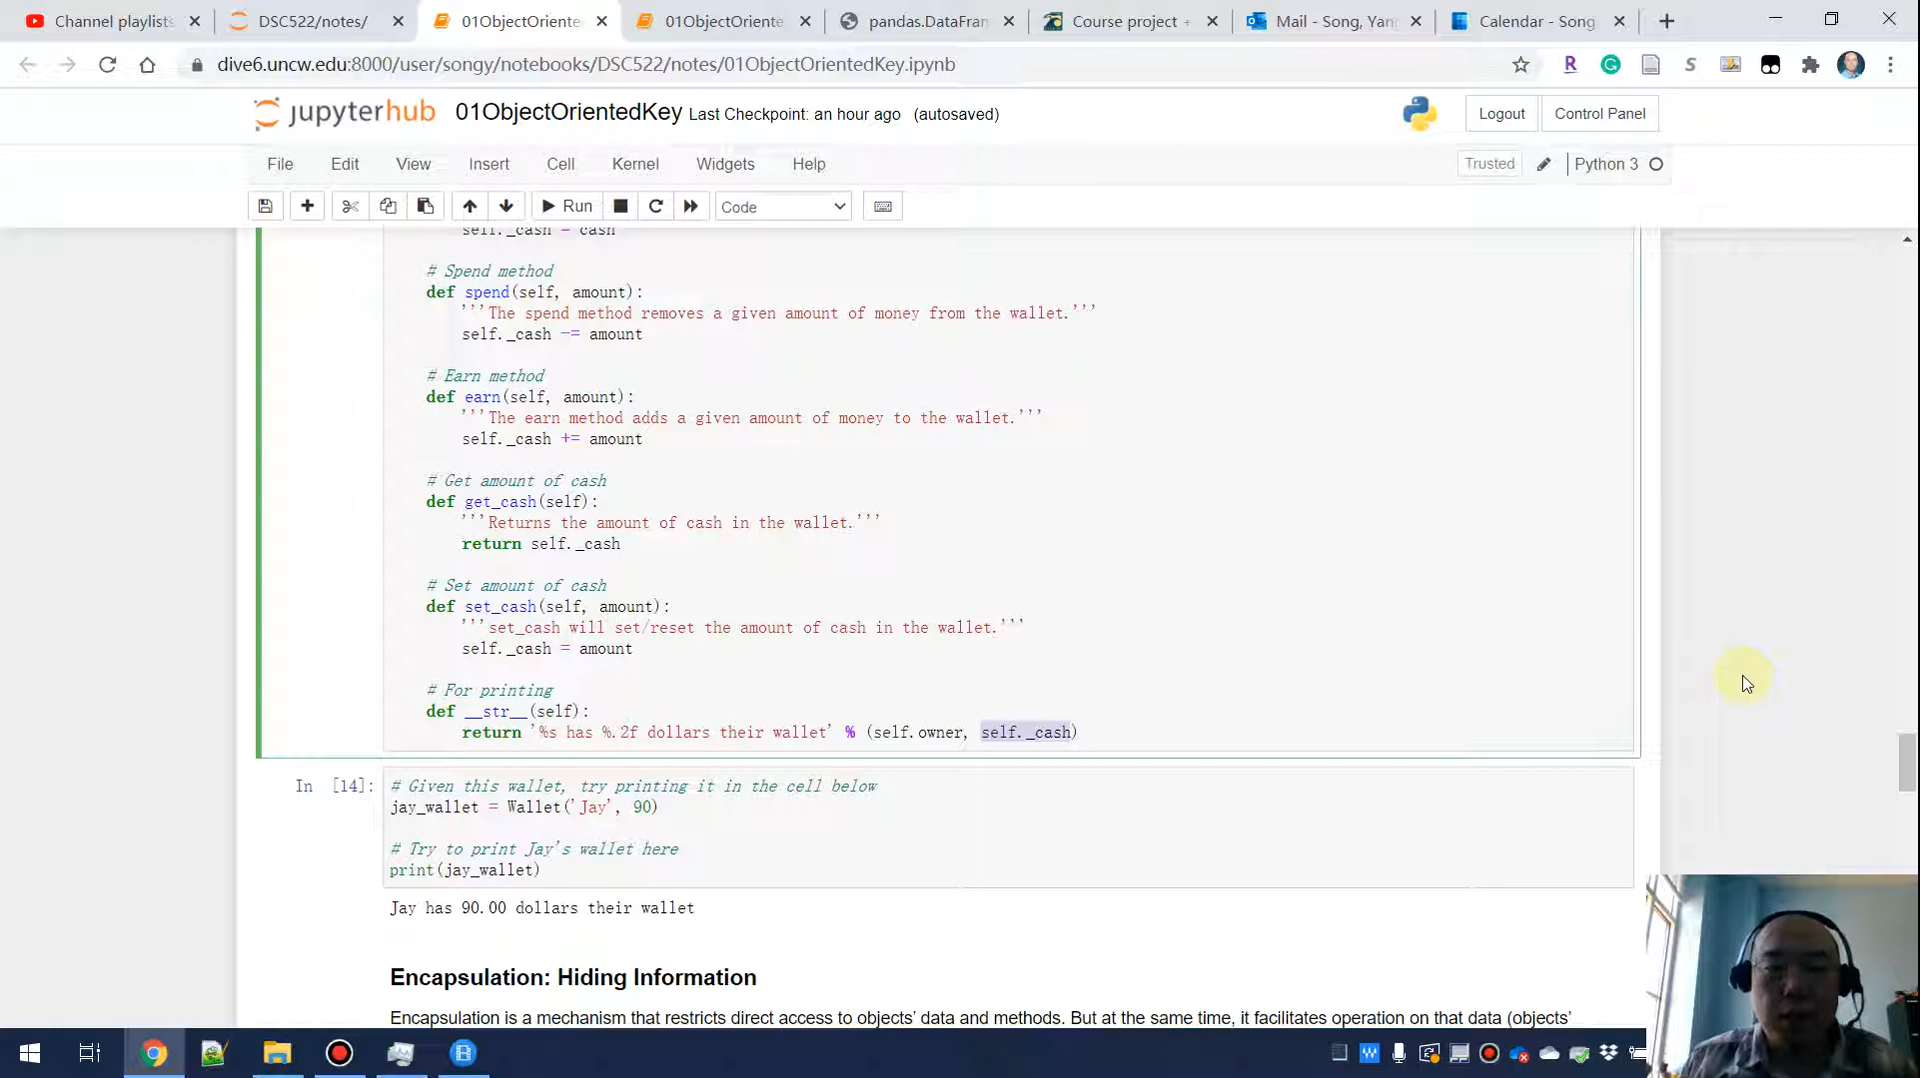 Channel playlists
DSC522/notes/
01ObjectOriente
01ObjectOriente
pandas.DataFran
Course project +
Mail - Song, Yan
Calendar - Song
dive6.uncw.edu:8000/user/songy/notebooks/DSC522/notes/01ObjectOrientedKey.ipynb
jupyterhub 01ObjectOrientedKey Last Checkpoint: an hour ago (autosaved)
Logout
Control Panel
File Edit View Insert Cell Kernel Widgets Help
Trusted
Python 3
Run
Code
self._cash = cash
# Spend method
def spend(self, amount):
'''The spend method removes a given amount of money from the wallet.'''
self._cash -= amount
# Earn method
def earn(self, amount):
'''The earn method adds a given amount of money to the wallet.'''
self._cash += amount
# Get amount of cash
def get_cash(self):
'''Returns the amount of cash in the wallet.'''
return self._cash
# Set amount of cash
def set_cash(self, amount):
'''set_cash will set/reset the amount of cash in the wallet.'''
self._cash = amount
# For printing
def __str__(self):
return '%s has %.2f dollars their wallet' % (self.owner, self._cash)
In [14]:
# Given this wallet, try printing it in the cell below
jay_wallet = Wallet('Jay', 90)
# Try to print Jay's wallet here
print(jay_wallet)
Jay has 90.00 dollars their wallet
Encapsulation: Hiding Information
Encapsulation is a mechanism that restricts direct access to objects' data and methods. But at the same time, it facilitates operation on that data (objects'